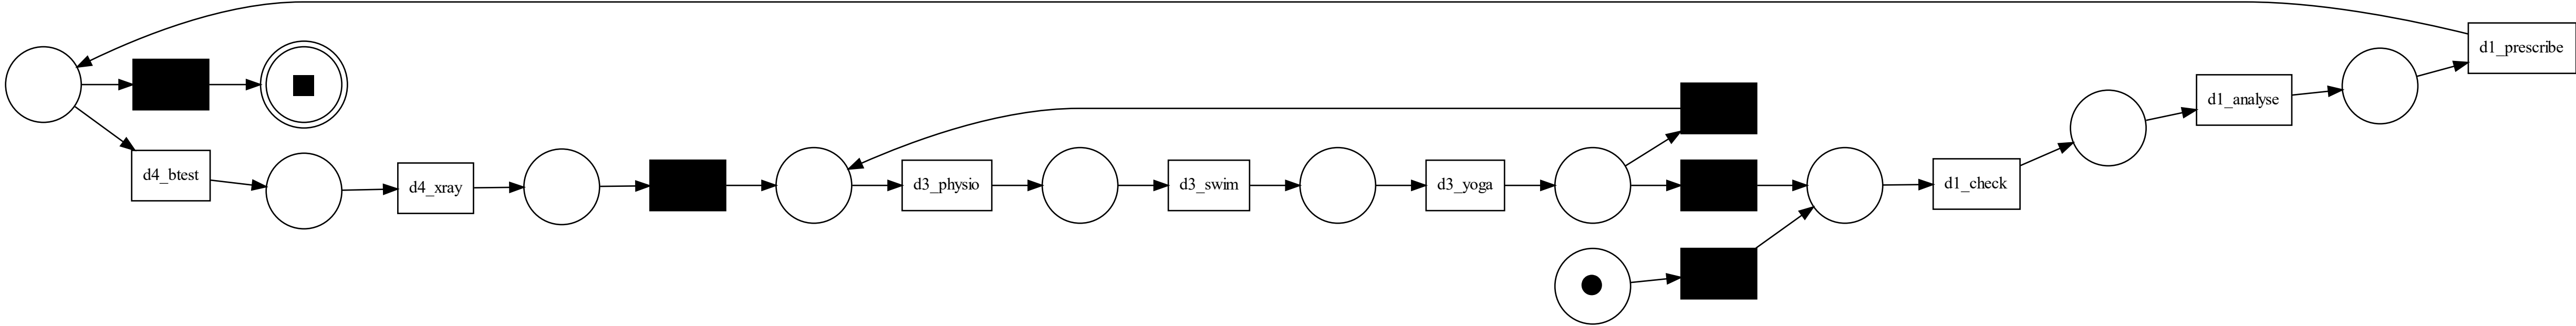 d1_prescribe
d1_analyse
d4_btest
d4_xray
d3_physio
d3_swim
d3_yoga
d1_check